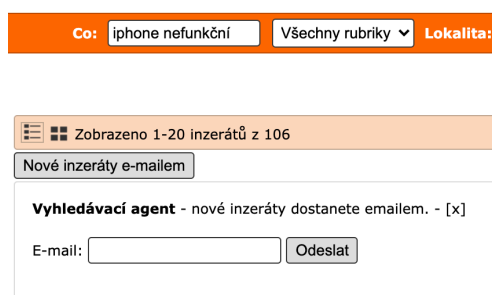 Co: iphone nefunkční Všechny rubriky Lokalita:
Zobrazeno 1-20 inzerátů z 106
Nové inzeráty e-mailem
Vyhledávací agent - nové inzeráty dostanete emailem. - [x]
E-mail: Odeslat